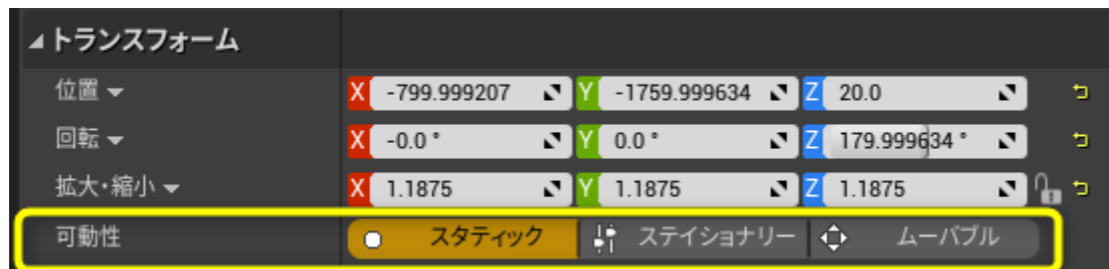 トランスフォーム
位置 X -799.999207 Y -1759.999634 Z 20.0
回転 X -0.0 ° Y 0.0 ° Z 179.999634 °
拡大・縮小 X 1.1875 Y 1.1875 Z 1.1875
可動性 スタティック ステイショナリー ムーバブル